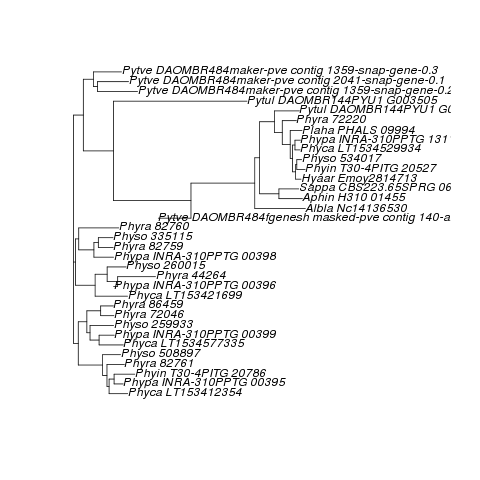 Pytve DAOMBR484maker-pve contig 1359-snap-gene-0.3
Pytve DAOMBR484maker-pve contig 2041-snap-gene-0.1
Pytve DAOMBR484maker-pve contig 1359-snap-gene-0.2
Pytul DAOMBR144PYU1 G003505
Pytul DAOMBR144PYU1 G0
Phyra 72220
Plaha PHALS 09994
Phypa INRA-310PPTG 131
Phyca LT1534529934
Physo 534017
Phyin T30-4PITG 20527
Hyaar Emoy2814713
Sappa CBS223.65SPRG 06
Aphin H310 01455
Albla Nc14136530
Pytve DAOMBR484fgenesh masked-pve contig 140-a
Phyra 82760
Physo 335115
Phyra 82759
Phypa INRA-310PPTG 00398
Physo 260015
Phyra 44264
Phypa INRA-310PPTG 00396
Phyca LT153421699
Phyra 86459
Phyra 72046
Physo 259933
Phypa INRA-310PPTG 00399
Phyca LT1534577335
Physo 508897
Phyra 82761
Phyin T30-4PITG 20786
Phypa INRA-310PPTG 00395
Phyca LT153412354